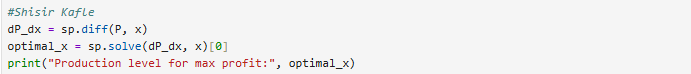 #Shisir Kafle
dP_dx = sp.diff(P, x)
optimal_x = sp.solve(dP_dx, x)[0]
print("Production level for max profit:", optimal_x)